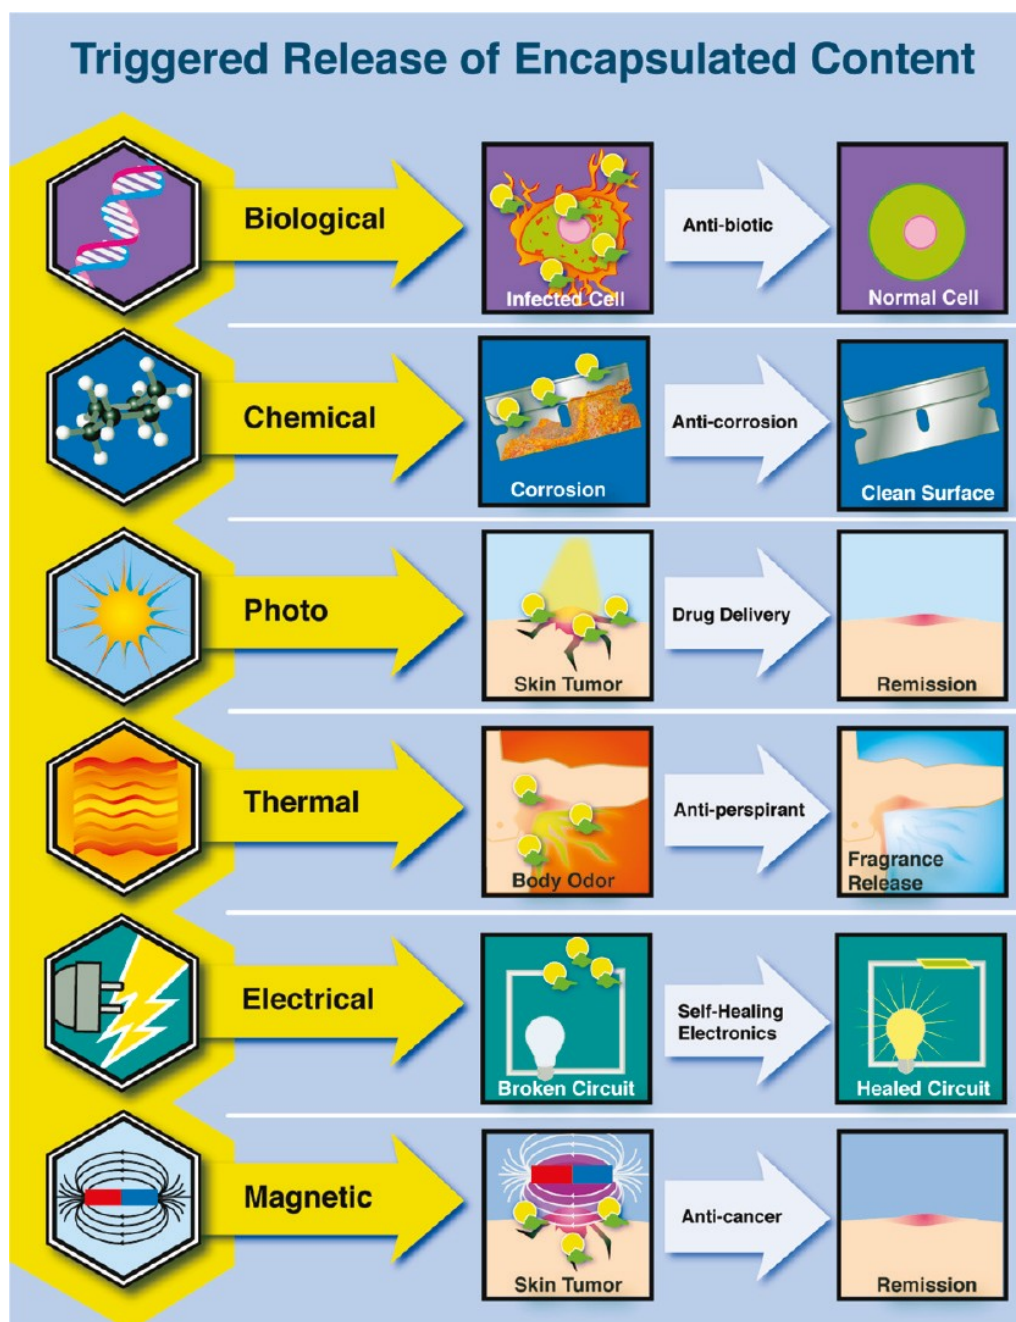 Triggered Release of Encapsulated Content
Biological
Infected Cell
Anti-biotic
Normal Cell
Chemical
Corrosion
Anti-corrosion
Clean Surface
Photo
Skin Tumor
Drug Delivery
Remission
Thermal
Body Odor
Anti-perspirant
Fragrance
Release
Electrical
Broken Circuit
Self-Healing
Electronics
Healed Circuit
Magnetic
Skin Tumor
Anti-cancer
Remission